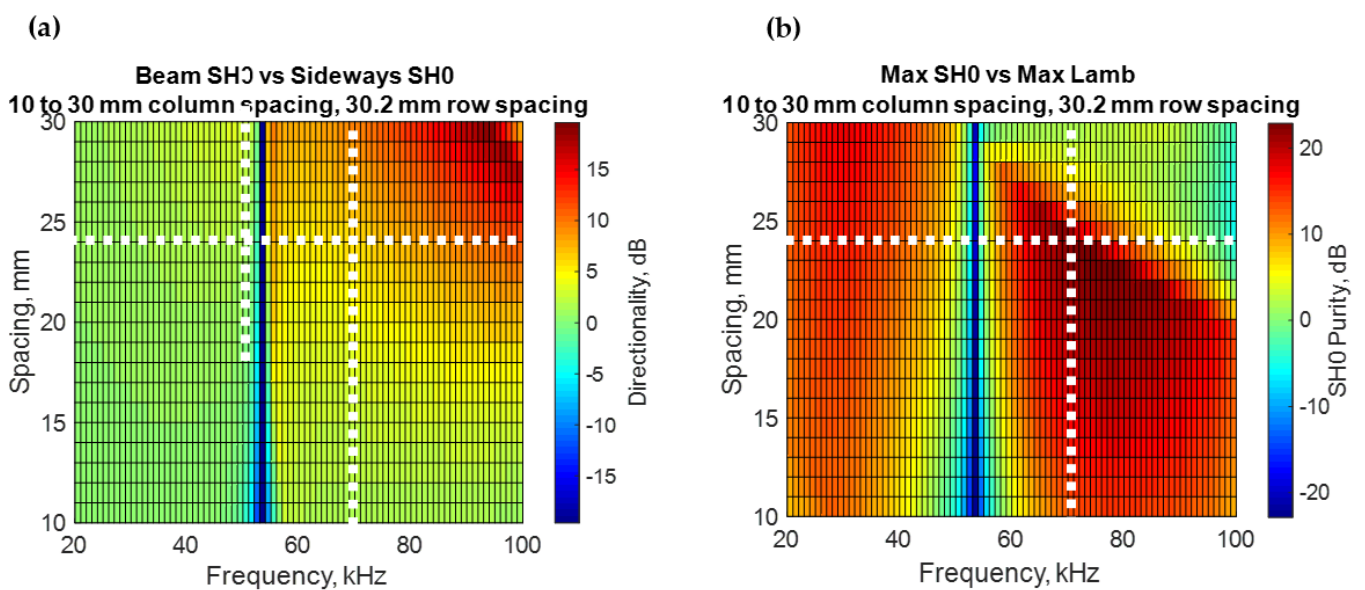 (a)
Beam SH0 vs Sideways SH0
10 to 30 mm column spacing, 30.2 mm row spacing
30
25
20
15
10
Spacing, mm
20
40
60
80
100
Frequency, kHz
15
10
5
0
-5
-10
-15
Directionality, dB
(b)
Max SH0 vs Max Lamb
10 to 30 mm column spacing, 30.2 mm row spacing
30
25
20
15
10
Spacing, mm
20
40
60
80
100
Frequency, kHz
20
10
0
-10
-20
SH0 Purity, dB